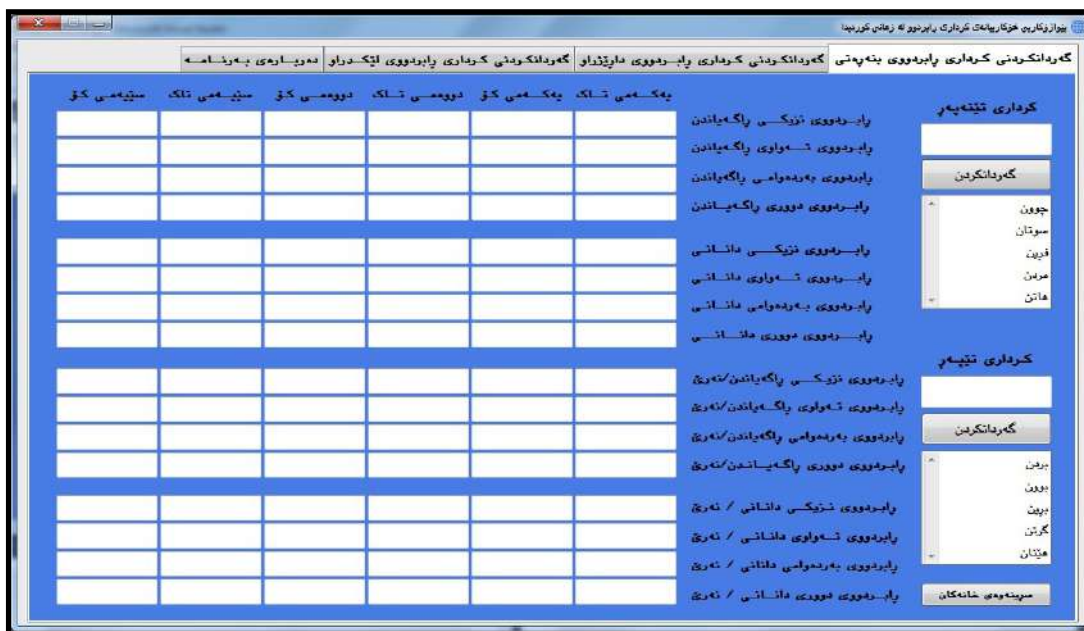 پێواژۆکاریی خۆکارییانەی کرداری ڕابردوو لە زمانی کوردیدا
گەردانکردنی کرداری ڕابردووی بنەڕەتی
گەردانکردنی کرداری ڕابردووی داڕێژراو
گەردانکردنی کرداری ڕابردووی لێکدراو
دەربارەی بەرنامە
یەکەمی تاک
یەکەمی کۆ
دووەمی تاک
دووەمی کۆ
سێیەمی تاک
سێیەمی کۆ
ڕابردووی نزیکی ڕاگەیاندن
ڕابردووی تەواوی ڕاگەیاندن
ڕابردووی بەردەوامی ڕاگەیاندن
ڕابردووی دووری ڕاگەیاندن
ڕابردووی نزیکی دانانی
ڕابردووی تەواوی دانانی
ڕابردووی بەردەوامی دانانی
ڕابردووی دووری دانانی
ڕابردووی نزیکی ڕاگەیاندن/نەرێ
ڕابردووی تەواوی ڕاگەیاندن/نەرێ
ڕابردووی بەردەوامی ڕاگەیاندن/نەرێ
ڕابردووی دووری ڕاگەیاندن/نەرێ
ڕابردووی نزیکی دانانی / نەرێ
ڕابردووی تەواوی دانانی / نەرێ
ڕابردووی بەردەوامی دانانی / نەرێ
ڕابردووی دووری دانانی / نەرێ
کرداری تێنەپەڕ
گەردانکردن
چوون
سوتان
فڕین
مردن
هاتن
کرداری تێپەڕ
گەردانکردن
بردن
بوون
بڕین
گرتن
هێنان
سڕینەوەی خانەکان